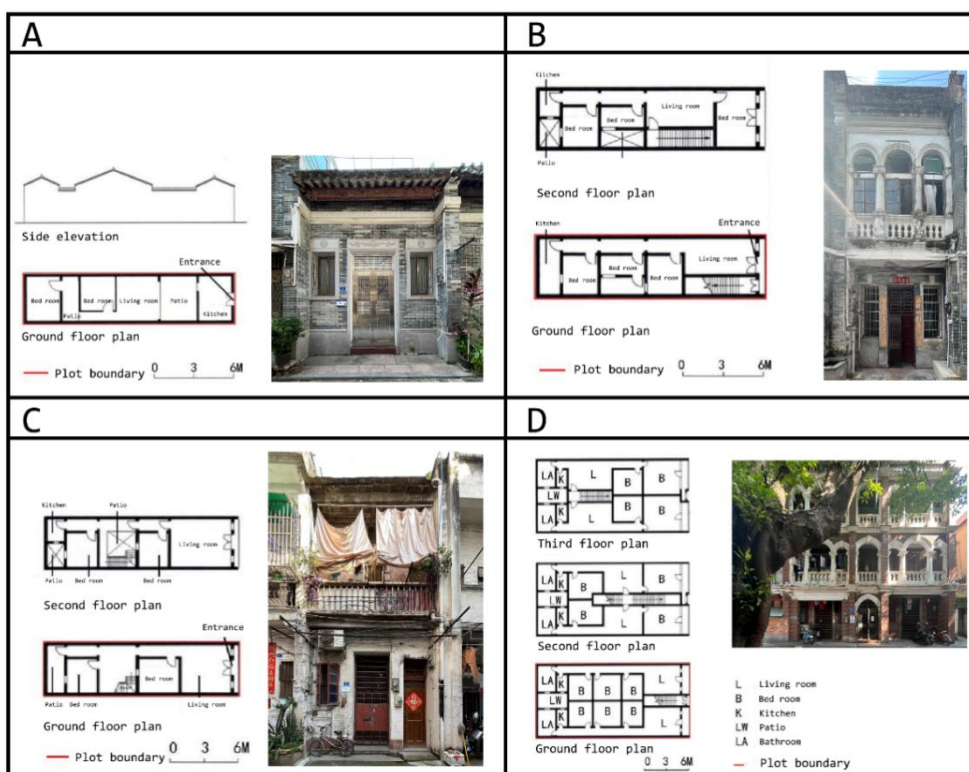 A
Side elevation
Entrance
Bed room
Patio
Bed room
Living room
Patio
Kitchen
Ground floor plan
Plot boundary
0 3 6M
B
Kitchen
Bed room
Bed room
Living room
Bed room
Patio
Second floor plan
Kitchen
Entrance
Bed room
Bed room
Bed room
Living room
Ground floor plan
Plot boundary
0 3 6M
C
Kitchen
Patio
Living room
Patio
Bed room
Bed room
Second floor plan
Entrance
Bed room
Patio
Bed room
Living room
Ground floor plan
Plot boundary
0 3 6M
D
LA K L B B
LW
LA K L B B
Third floor plan
LA K B L B
LW
LA K B L B
Second floor plan
LA K B B B L
LW
LA K B B B L
Ground floor plan
0 3 6M
L Living room
B Bed room
K Kitchen
LW Patio
LA Bathroom
Plot boundary